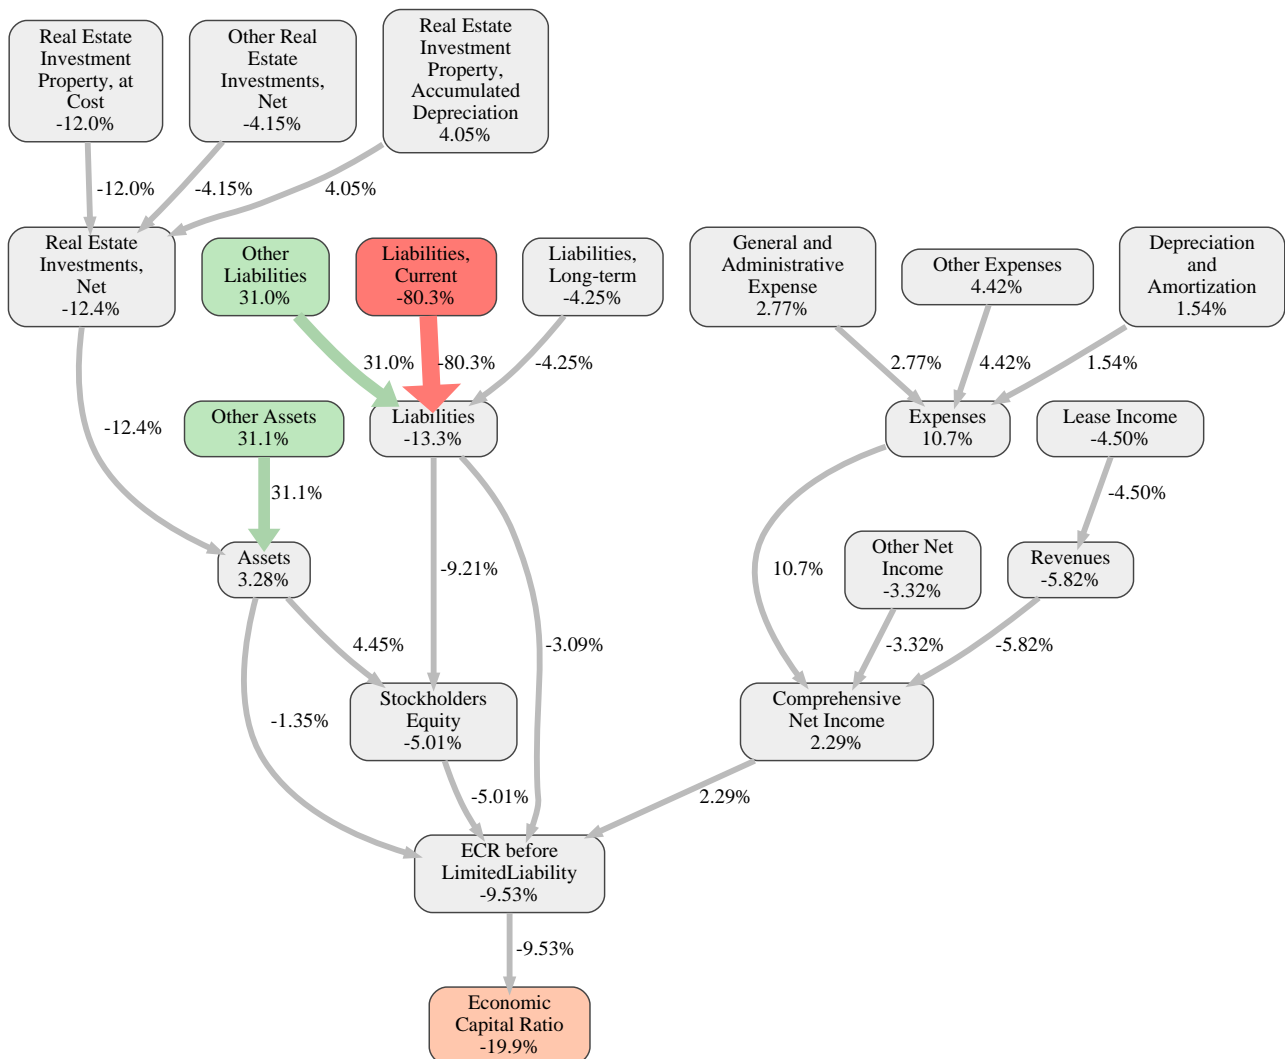 Real Estate
Investment
Property, at
Cost
-12.0%
Other Real
Estate
Investments,
Net
-4.15%
Real Estate
Investment
Property,
Accumulated
Depreciation
4.05%
-12.0%
-4.15%
4.05%
Real Estate
Investments,
Net
-12.4%
Other
Liabilities
31.0%
Liabilities,
Current
-80.3%
Liabilities,
Long-term
-4.25%
General and
Administrative
Expense
2.77%
Other Expenses
4.42%
Depreciation
and
Amortization
1.54%
31.0%
-80.3%
-4.25%
2.77%
4.42%
1.54%
-12.4%
Other Assets
31.1%
Liabilities
-13.3%
Expenses
10.7%
Lease Income
-4.50%
31.1%
-4.50%
Assets
3.28%
-9.21%
10.7%
Other Net
Income
-3.32%
Revenues
-5.82%
4.45%
-3.09%
-3.32%
-5.82%
-1.35%
Stockholders
Equity
-5.01%
Comprehensive
Net Income
2.29%
-5.01%
2.29%
ECR before
LimitedLiability
-9.53%
-9.53%
Economic
Capital Ratio
-19.9%